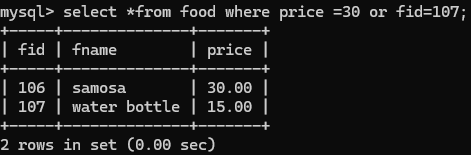 mysql> select *from food where price =30 or fid=107;
+-----+--------------+-------+
| fid | fname        | price |
+-----+--------------+-------+
| 106 | samosa       | 30.00 |
| 107 | water bottle | 15.00 |
+-----+--------------+-------+
2 rows in set (0.00 sec)